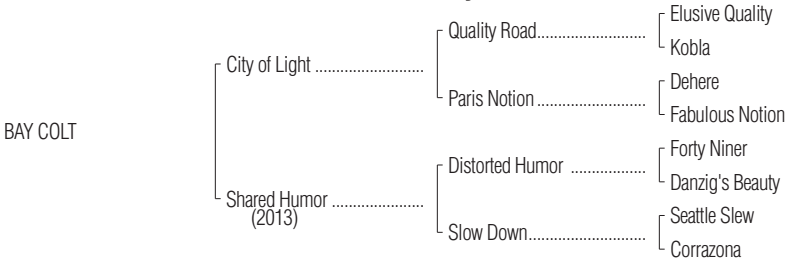 Elusive Quality
Quality Road..........................
Kobla
City of Light ..........................
Dehere
Paris Notion ..........................
Fabulous Notion
BAY COLT
Forty Niner
Distorted Humor ..................
Danzig's Beauty
Shared Humor ......................
(2013)
Seattle Slew
Slow Down............................
Corrazona